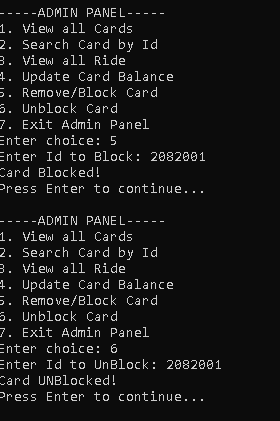 -----ADMIN PANEL-----
1. View all Cards
2. Search Card by Id
3. View all Ride
4. Update Card Balance
5. Remove/Block Card
6. Unblock Card
7. Exit Admin Panel
Enter choice: 5
Enter Id to Block: 2082001
Card Blocked!
Press Enter to continue...
-----ADMIN PANEL-----
1. View all Cards
2. Search Card by Id
3. View all Ride
4. Update Card Balance
5. Remove/Block Card
6. Unblock Card
7. Exit Admin Panel
Enter choice: 6
Enter Id to UnBlock: 2082001
Card UNBlocked!
Press Enter to continue...